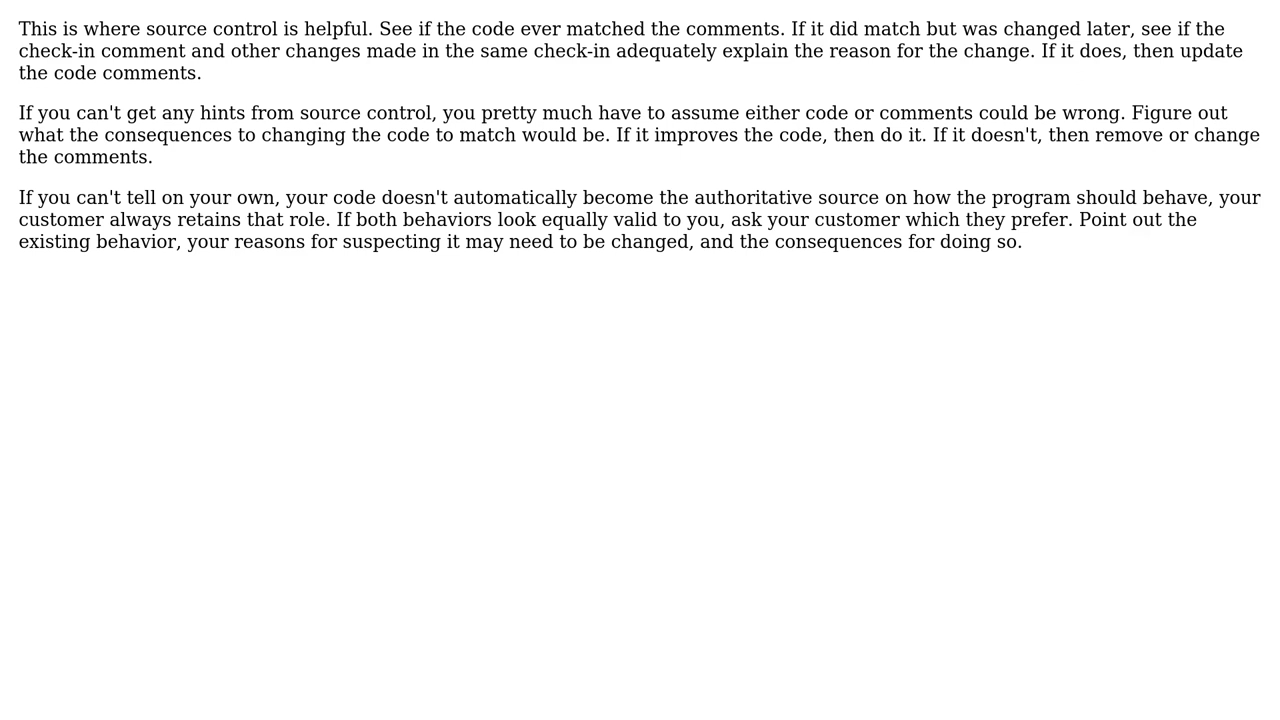 This is where source control is helpful. See if the code ever matched the comments. If it did match but was changed later, see if the
check-in comment and other changes made in the same check-in adequately explain the reason for the change. If it does, then update
the code comments.
If you can't get any hints from source control, you pretty much have to assume either code or comments could be wrong. Figure out
what the consequences to changing the code to match would be. If it improves the code, then do it. If it doesn't, then remove or change
the comments.
If you can't tell on your own, your code doesn't automatically become the authoritative source on how the program should behave, your
customer always retains that role. If both behaviors look equally valid to you, ask your customer which they prefer. Point out the
existing behavior, your reasons for suspecting it may need to be changed, and the consequences for doing so.